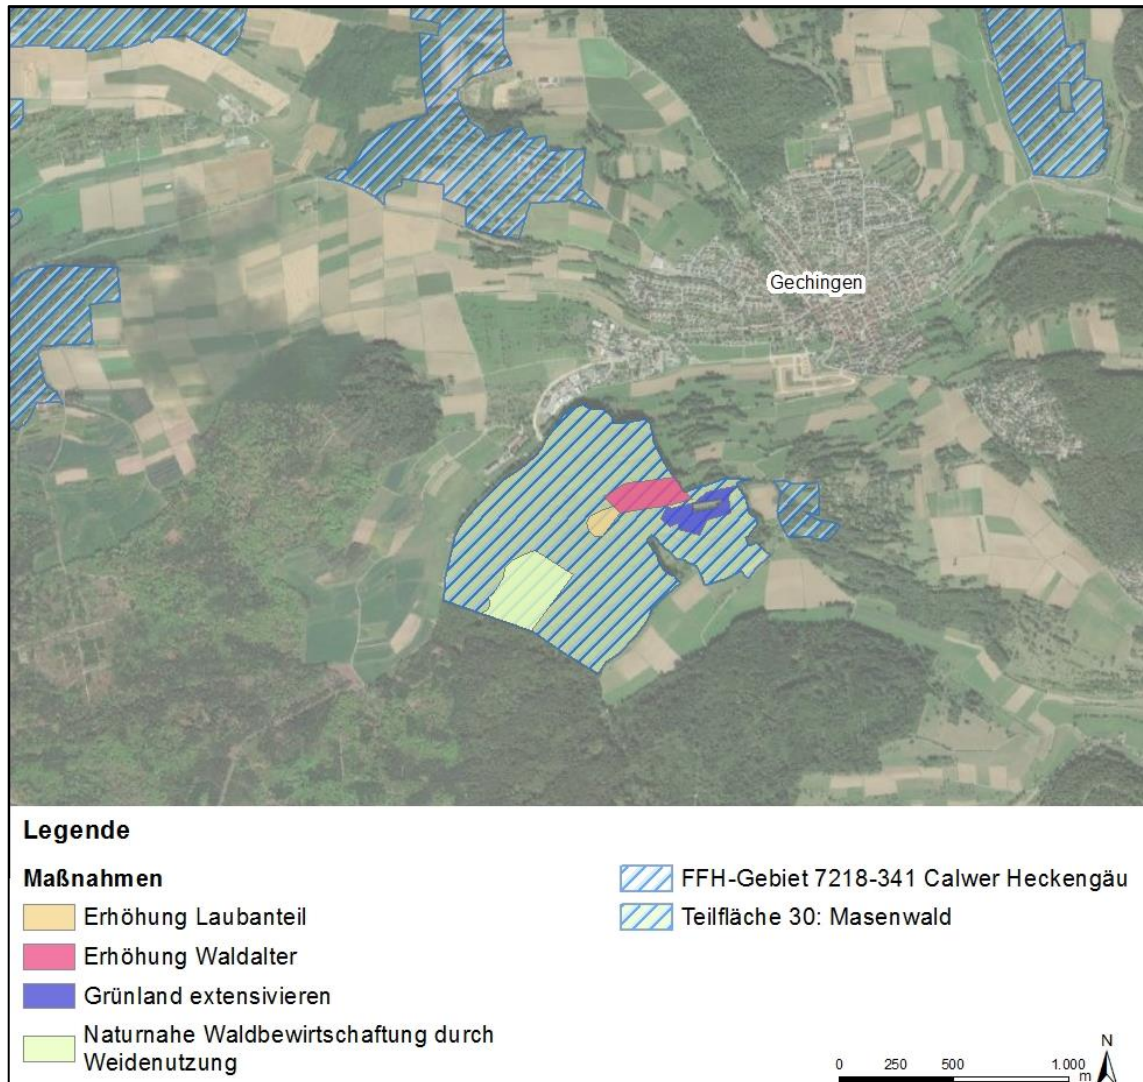 Gechingen
Legende
Maßnahmen
Erhöhung Laubanteil
Erhöhung Waldalter
Grünland extensivieren
Naturnahe Waldbewirtschaftung durch
Weidenutzung
FFH-Gebiet 7218-341 Calwer Heckengäu
Teilfläche 30: Masenwald
N
0 250 500 1.000
m